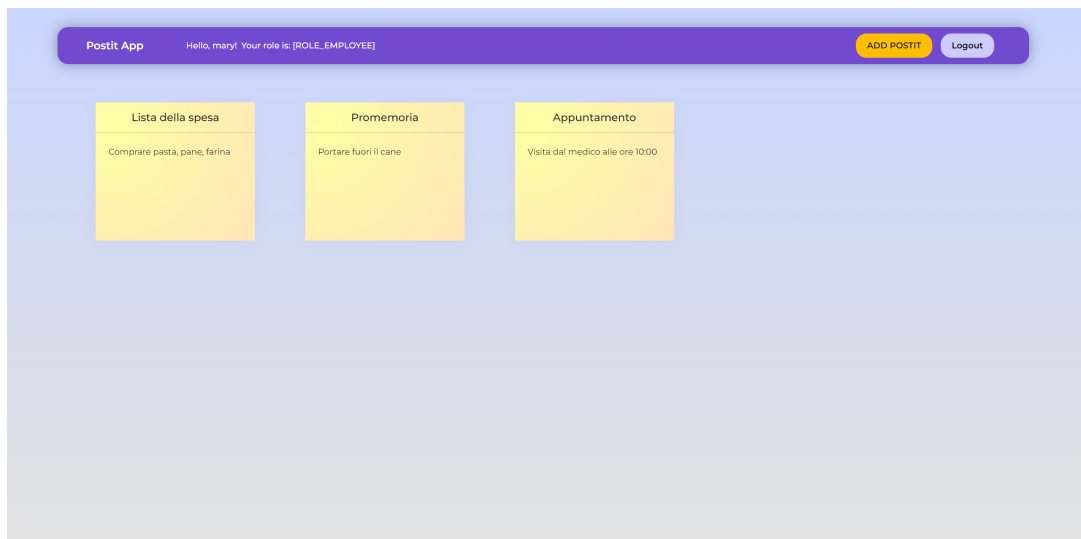 Postit App
Hello, mary! Your role is: [ROLE_EMPLOYEE]
ADD POSTIT
Logout
Lista della spesa
Comprare pasta, pane, farina
Promemoria
Portare fuori il cane
Appuntamento
Visita dal medico alle ore 10:00